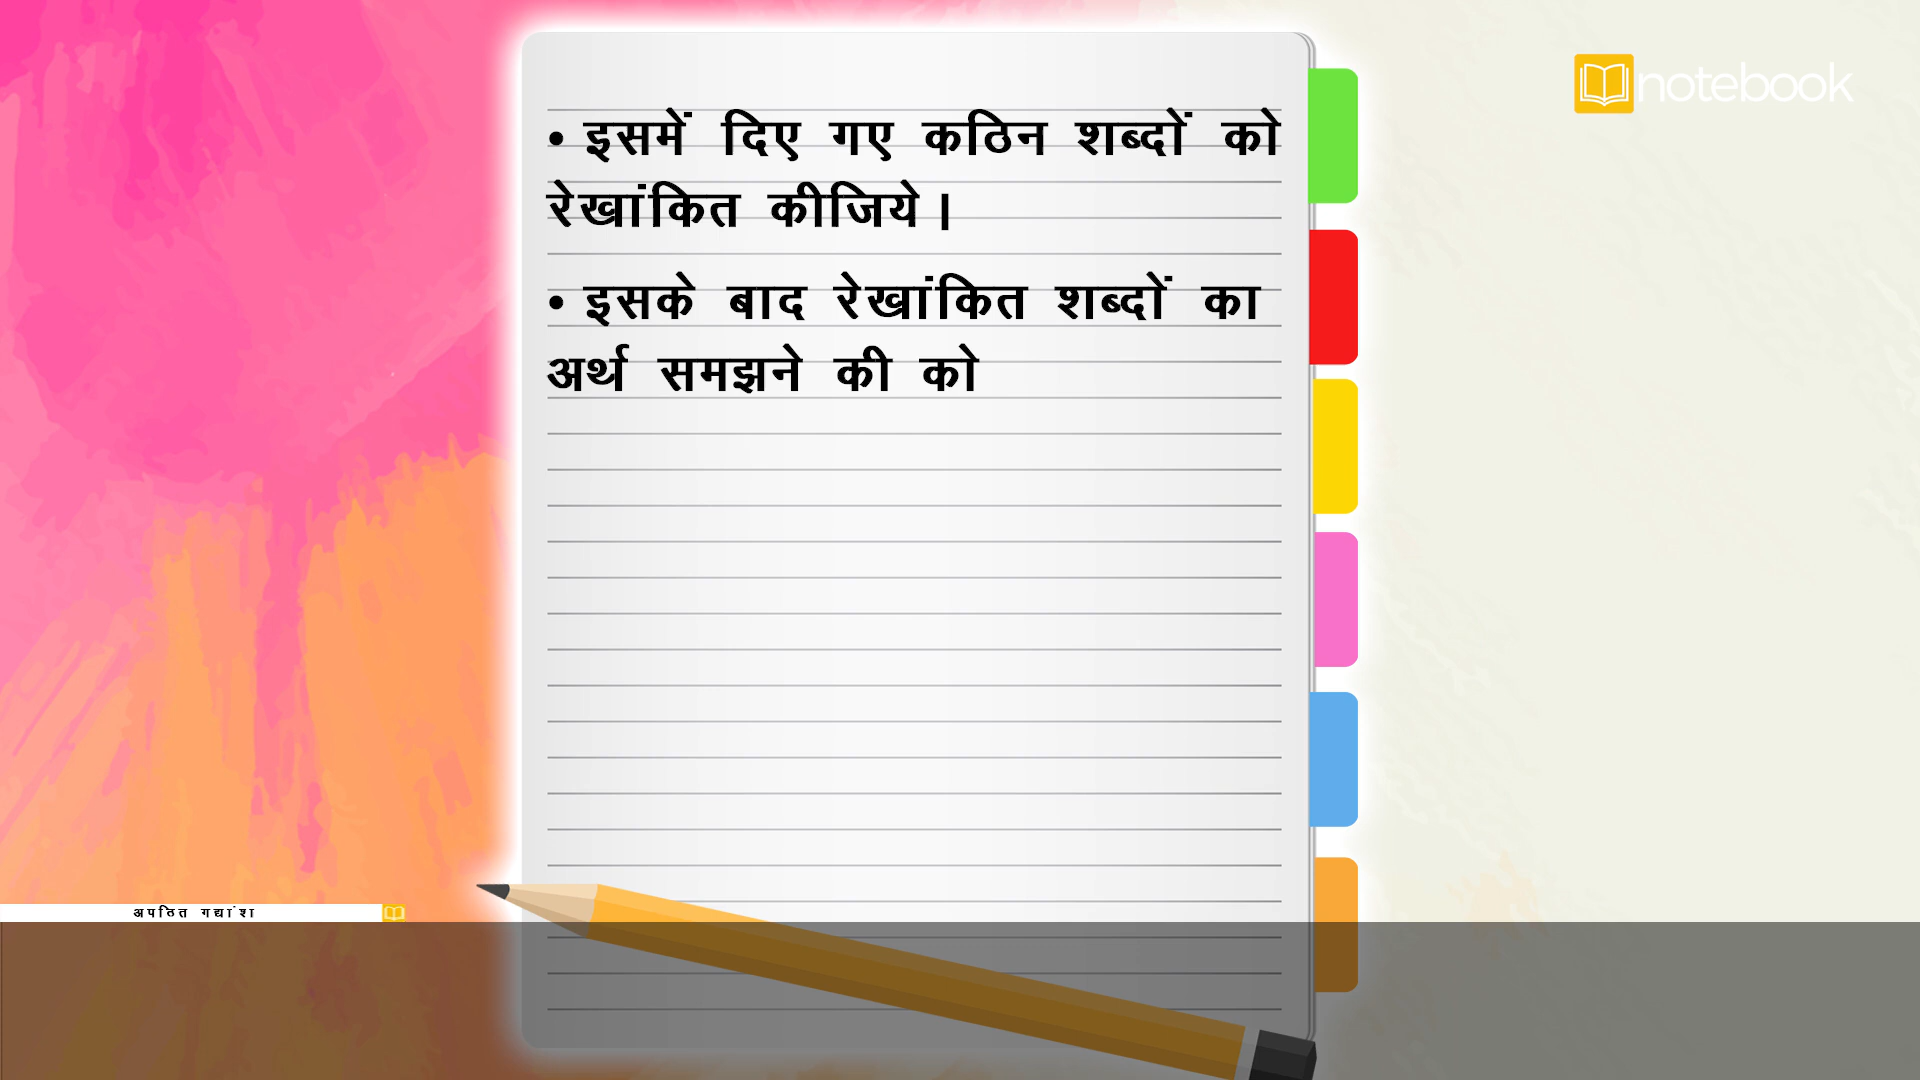 notebook
• इसमें दिए गए कठिन शब्दों को
रेखांकित कीजिये।
• इसके बाद रेखांकित शब्दों का
अर्थ समझने की को
अपठित गद्यांश